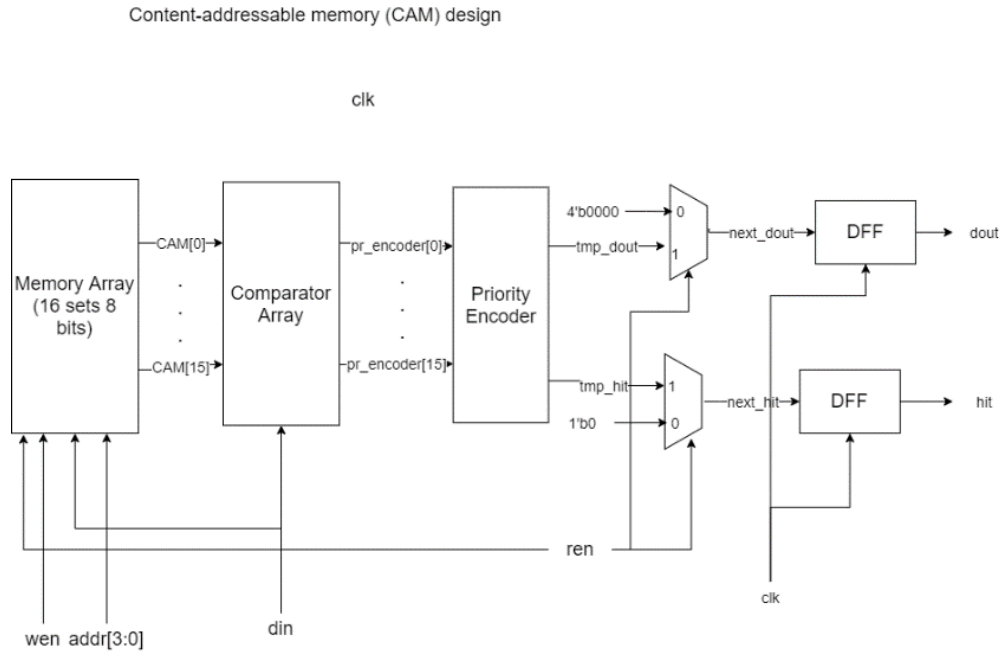 Content-addressable memory (CAM) design
clk
Memory Array
(16 sets 8
bits)
CAM[0]
.
.
.
CAM[15]
Comparator
Array
pr_encoder[0]
.
.
.
pr_encoder[15]
Priority
Encoder
4'b0000
tmp_dout
0
1
next_dout
DFF
dout
tmp_hit
1'b0
1
0
next_hit
DFF
hit
ren
clk
din
wen addr[3:0]